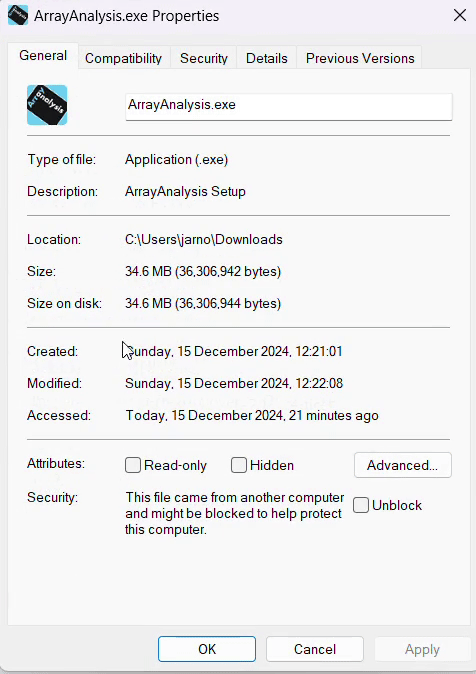 ArrayAnalysis.exe Properties
General Compatibility Security Details Previous Versions
Array Analysis
ArrayAnalysis.exe
Type of file: Application (.exe)
Description: ArrayAnalysis Setup
Location: C:\Users\jarno\Downloads
Size: 34.6 MB (36,306,942 bytes)
Size on disk: 34.6 MB (36,306,944 bytes)
Created: Sunday, 15 December 2024, 12:21:01
Modified: Sunday, 15 December 2024, 12:22:08
Accessed: Today, 15 December 2024, 21 minutes ago
Attributes: Read-only Hidden Advanced...
Security: This file came from another computer
and might be blocked to help protect Unblock
this computer.
OK Cancel Apply